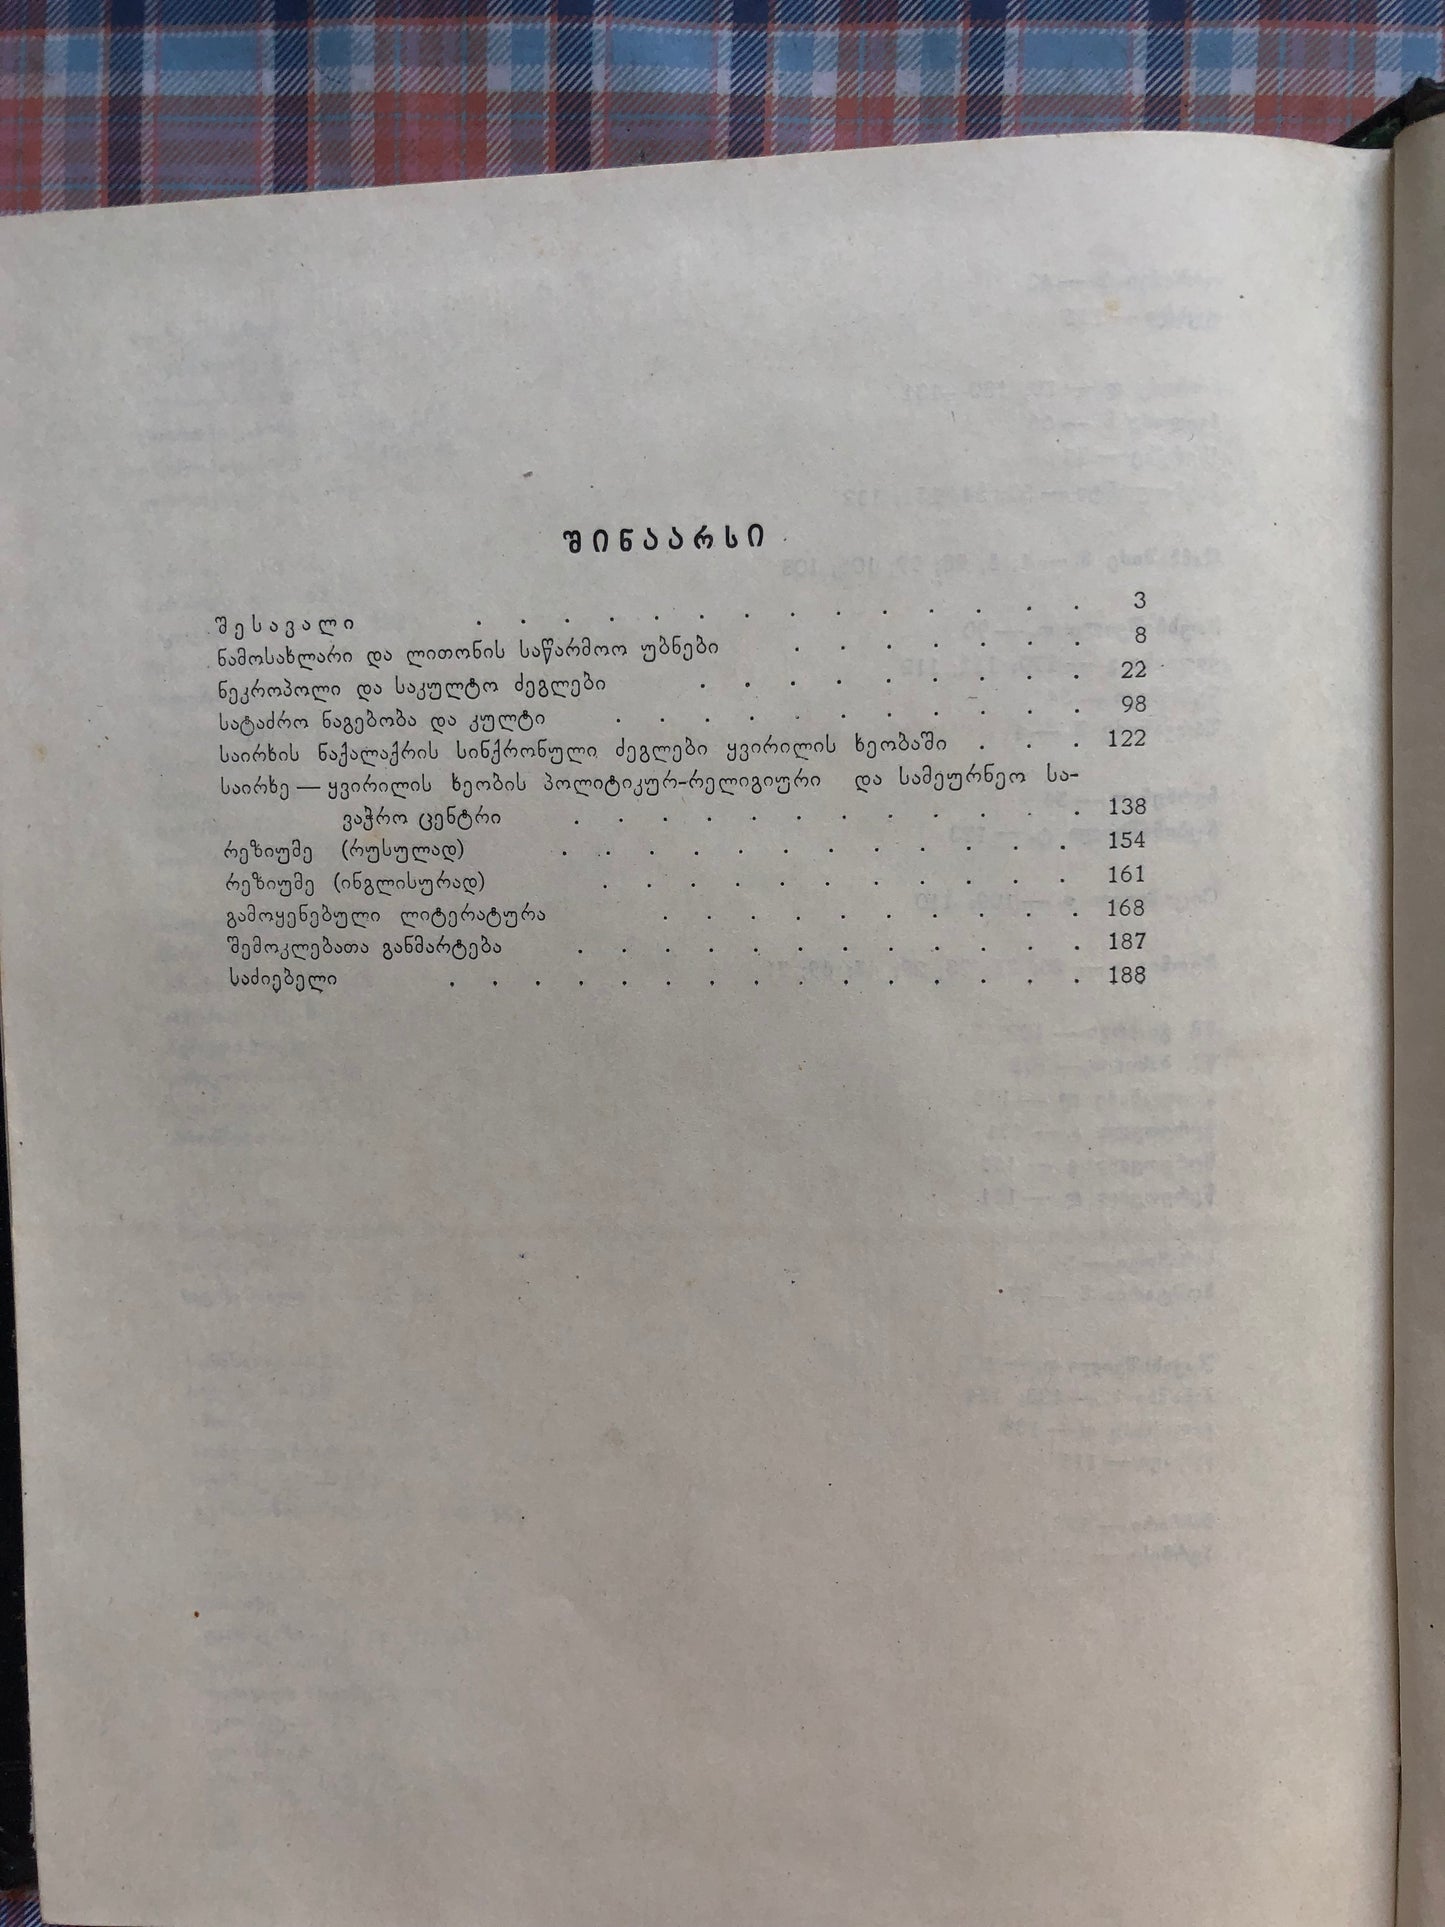 შინაარსი
შესავალი . . . . . . . . . . . . . . 3
ნამოსახლარი და ლითონის საწარმოო უბნები . . . . . . . 8
ნეკროპოლი და საკულტო ძეგლები . . . . . . . . . 22
სატაძრო ნაგებობა და კულტი . . . . . . . . . . . 98
საირხის ნაქალაქრის სინქრონული ძეგლები ყვირილის ხეობაში . . . 122
საირხე — ყვირილის ხეობის პოლიტიკურ-რელიგიური და სამეურნეო სა-
ვაჭრო ცენტრი . . . . . . . . . . . . 138
რეზიუმე (რუსულად) . . . . . . . . . . . . 154
რეზიუმე (ინგლისურად) . . . . . . . . . . . 161
გამოყენებული ლიტერატურა . . . . . . . . . . 168
შემოკლებათა განმარტება . . . . . . . . . . . . 187
საძიებელი . . . . . . . . . . . . . . . 188